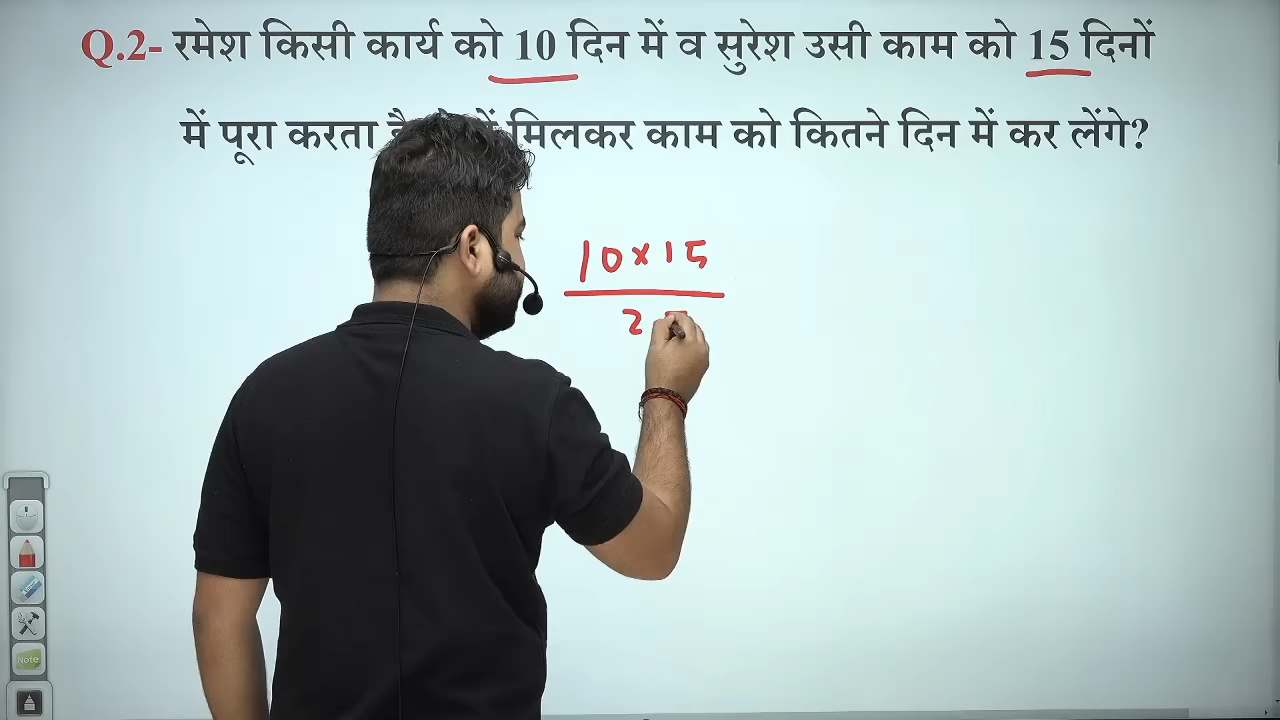 Q.2- रमेश किसी कार्य को 10 दिन में व सुरेश उसी काम को 15 दिनों
में पूरा करता मिलकर काम को कितने दिन में कर लेंगे?
10×15
2
Note